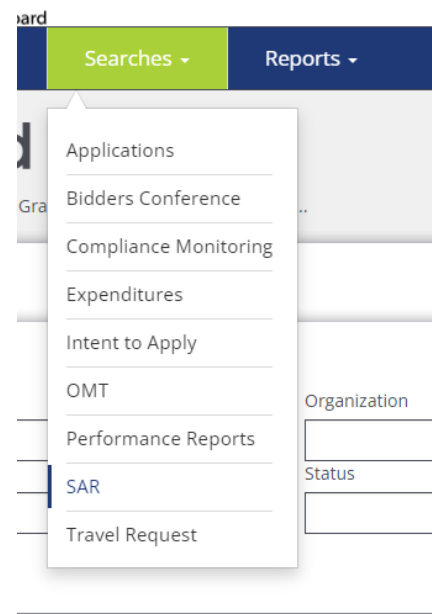 Searches
Reports
Applications
Gra
Bidders Conference
..
Compliance Monitoring
Expenditures
Intent to Apply
OMT
Organization
Performance Reports
Status
SAR
Travel Request